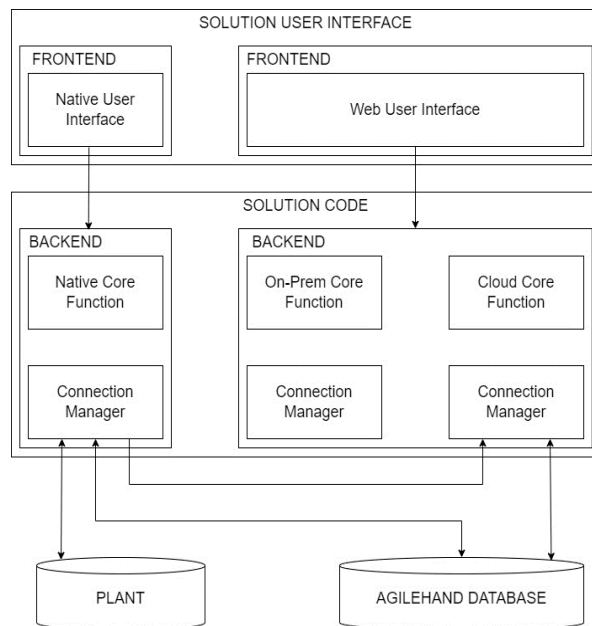 SOLUTION USER INTERFACE
FRONTEND
Native User
Interface
FRONTEND
Web User Interface
SOLUTION CODE
BACKEND
Native Core
Function
Connection
Manager
BACKEND
On-Prem Core
Function
Cloud Core
Function
Connection
Manager
Connection
Manager
PLANT
AGILEHAND DATABASE